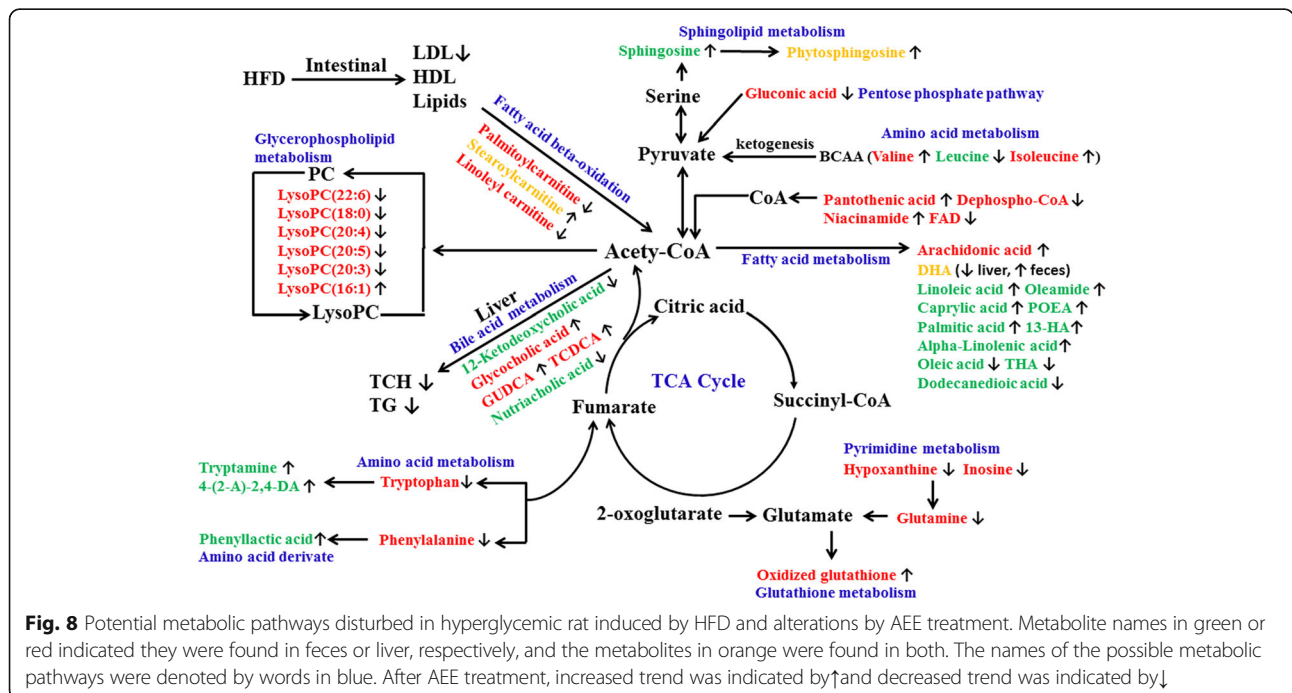 Sphingolipid metabolism
Sphingosine ↑ Phytosphingosine ↑
HFD Intestinal LDL↓
HDL
Lipids
Serine
Gluconic acid ↓ Pentose phosphate pathway
Fatty acid beta-oxidation
Palmitoylcarnitine ↓
Stearoylcarnitine ↑
Linoleyl carnitine ↓
Amino acid metabolism
Pyruvate ketogenesis BCAA (Valine ↑ Leucine ↓ Isoleucine ↑)
Glycerophospholipid
metabolism
PC
LysoPC(22:6) ↓
LysoPC(18:0) ↓
LysoPC(20:4) ↓
LysoPC(20:5) ↓
LysoPC(20:3) ↓
LysoPC(16:1) ↑
LysoPC
CoA Pantothenic acid ↑ Dephospho-CoA ↓
Niacinamide ↑ FAD ↓
Acety-CoA
Fatty acid metabolism
Arachidonic acid ↑
DHA (↓ liver, ↑ feces)
Linoleic acid ↑ Oleamide ↑
Caprylic acid ↑ POEA ↑
Palmitic acid ↑ 13-HA↑
Alpha-Linolenic acid↑
Oleic acid ↓ THA ↓
Dodecanedioic acid ↓
Liver
Bile acid metabolism
12-Ketodeoxycholic acid ↓
Glycocholic acid ↑
GUDCA ↑ TCDCA ↑
Nutriacholic acid ↓
TCH ↓
TG ↓
Citric acid
TCA Cycle
Fumarate
Succinyl-CoA
Tryptamine ↑
4-(2-A)-2,4-DA ↑
Amino acid metabolism
Tryptophan↓
Phenyllactic acid↑
Amino acid derivate
Phenylalanine ↓
Pyrimidine metabolism
Hypoxanthine ↓ Inosine ↓
2-oxoglutarate Glutamate Glutamine ↓
Oxidized glutathione ↑
Glutathione metabolism
Fig. 8 Potential metabolic pathways disturbed in hyperglycemic rat induced by HFD and alterations by AEE treatment. Metabolite names in green or
red indicated they were found in feces or liver, respectively, and the metabolites in orange were found in both. The names of the possible metabolic
pathways were denoted by words in blue. After AEE treatment, increased trend was indicated by↑and decreased trend was indicated by↓